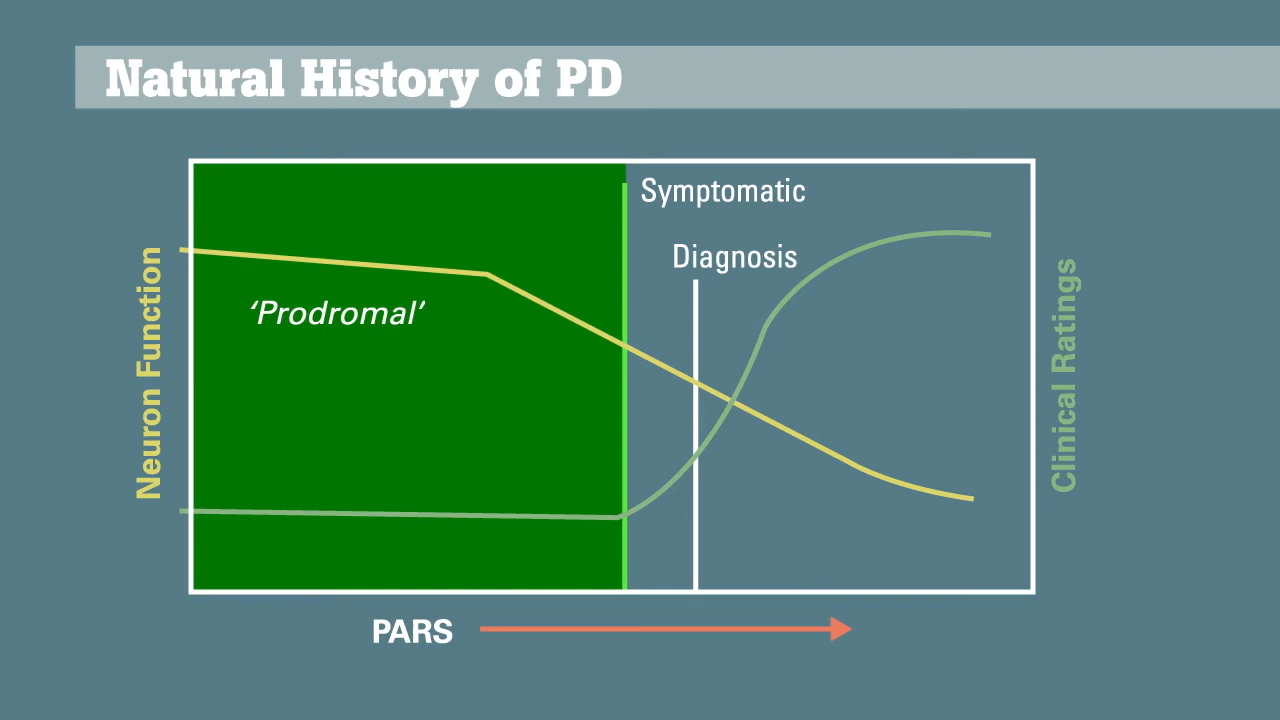 Natural History of PD
Symptomatic
Diagnosis
‘Prodromal’
Neuron Function
Clinical Ratings
PARS